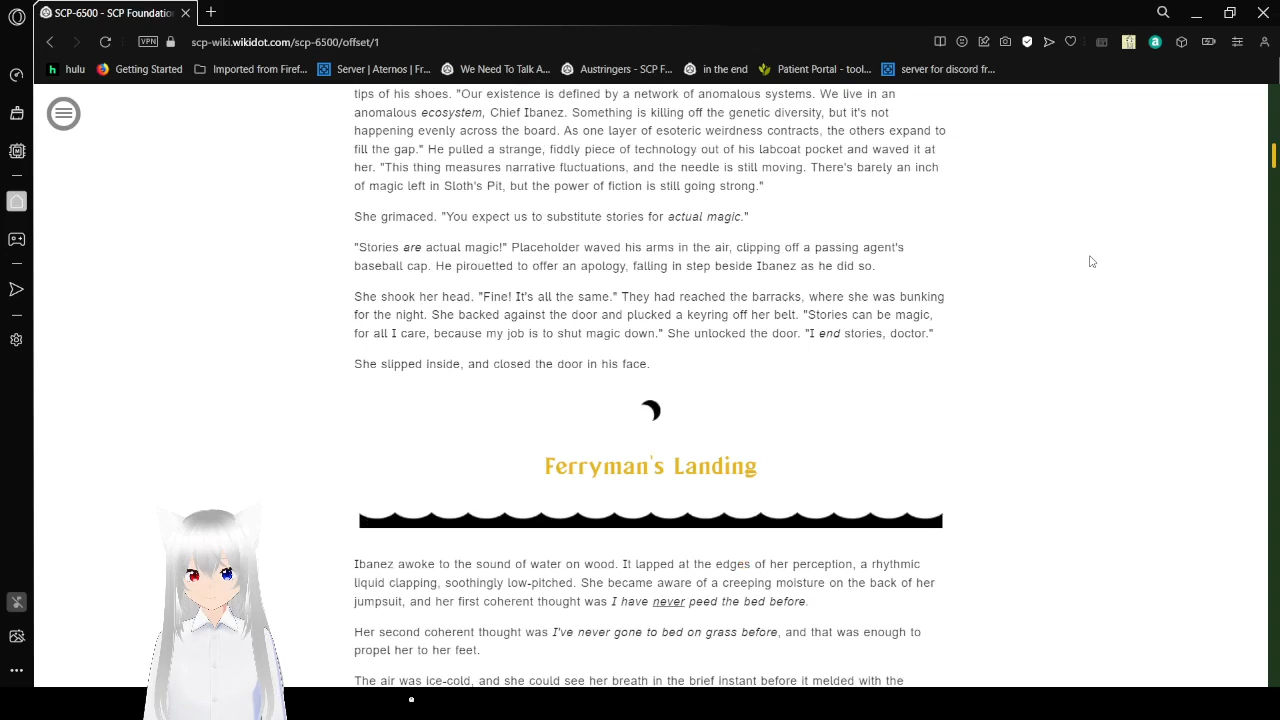 SCP-6500 - SCP Foundatio
VPN
scp-wiki.wikidot.com/scp-6500/offset/1
hulu
Getting Started
Imported from Firef...
Server | Aternos | Fr...
We Need To Talk A...
Austringers - SCP F...
in the end
Patient Portal - tool...
server for discord fr...
tips of his shoes. "Our existence is defined by a network of anomalous systems. We live in an
anomalous ecosystem, Chief Ibanez. Something is killing off the genetic diversity, but it's not
happening evenly across the board. As one layer of esoteric weirdness contracts, the others expand to
fill the gap." He pulled a strange, fiddly piece of technology out of his labcoat pocket and waved it at
her. "This thing measures narrative fluctuations, and the needle is still moving. There's barely an inch
of magic left in Sloth's Pit, but the power of fiction is still going strong."
She grimaced. "You expect us to substitute stories for actual magic."
"Stories are actual magic!" Placeholder waved his arms in the air, clipping off a passing agent's
baseball cap. He pirouetted to offer an apology, falling in step beside Ibanez as he did so.
She shook her head. "Fine! It's all the same." They had reached the barracks, where she was bunking
for the night. She backed against the door and plucked a keyring off her belt. "Stories can be magic,
for all I care, because my job is to shut magic down." She unlocked the door. "I end stories, doctor."
She slipped inside, and closed the door in his face.
Ferryman's Landing
Ibanez awoke to the sound of water on wood. It lapped at the edges of her perception, a rhythmic
liquid clapping, soothingly low-pitched. She became aware of a creeping moisture on the back of her
jumpsuit, and her first coherent thought was I have never peed the bed before.
Her second coherent thought was I've never gone to bed on grass before, and that was enough to
propel her to her feet.
The air was ice-cold, and she could see her breath in the brief instant before it melded with the